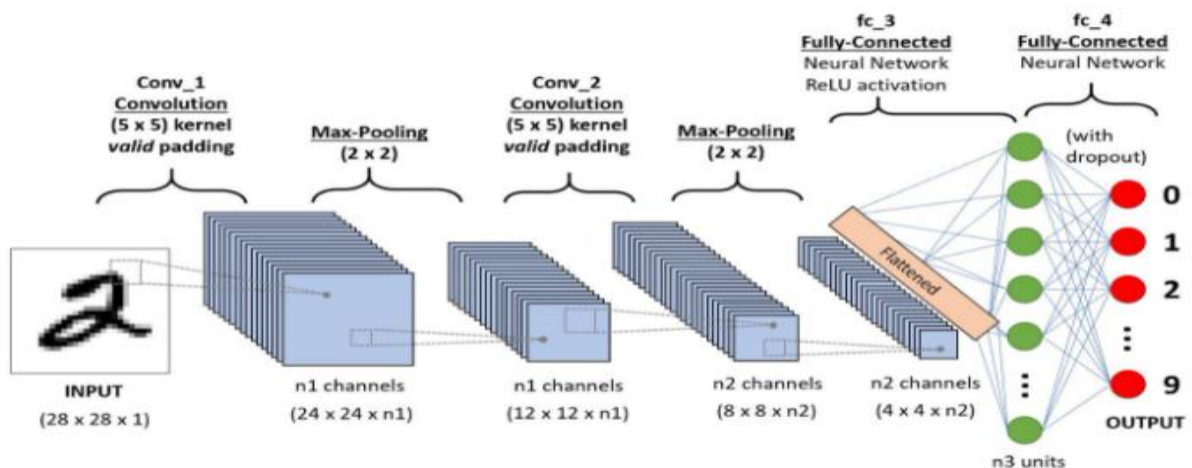 Conv_1
Convolution
(5 x 5) kernel
valid padding
Max-Pooling
(2 x 2)
Conv_2
Convolution
(5 x 5) kernel
valid padding
Max-Pooling
(2 x 2)
fc_3
Fully-Connected
Neural Network
ReLU activation
fc_4
Fully-Connected
Neural Network
(with
dropout)
2
Flattened
0
1
2
...
9
...
INPUT
(28 x 28 x 1)
n1 channels
(24 x 24 x n1)
n1 channels
(12 x 12 x n1)
n2 channels
(8 x 8 x n2)
n2 channels
(4 x 4 x n2)
OUTPUT
n3 units